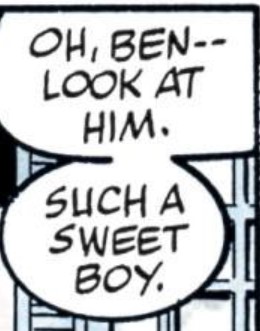 OH, BEN--
LOOK AT
HIM.
SUCH A
SWEET
BOY.